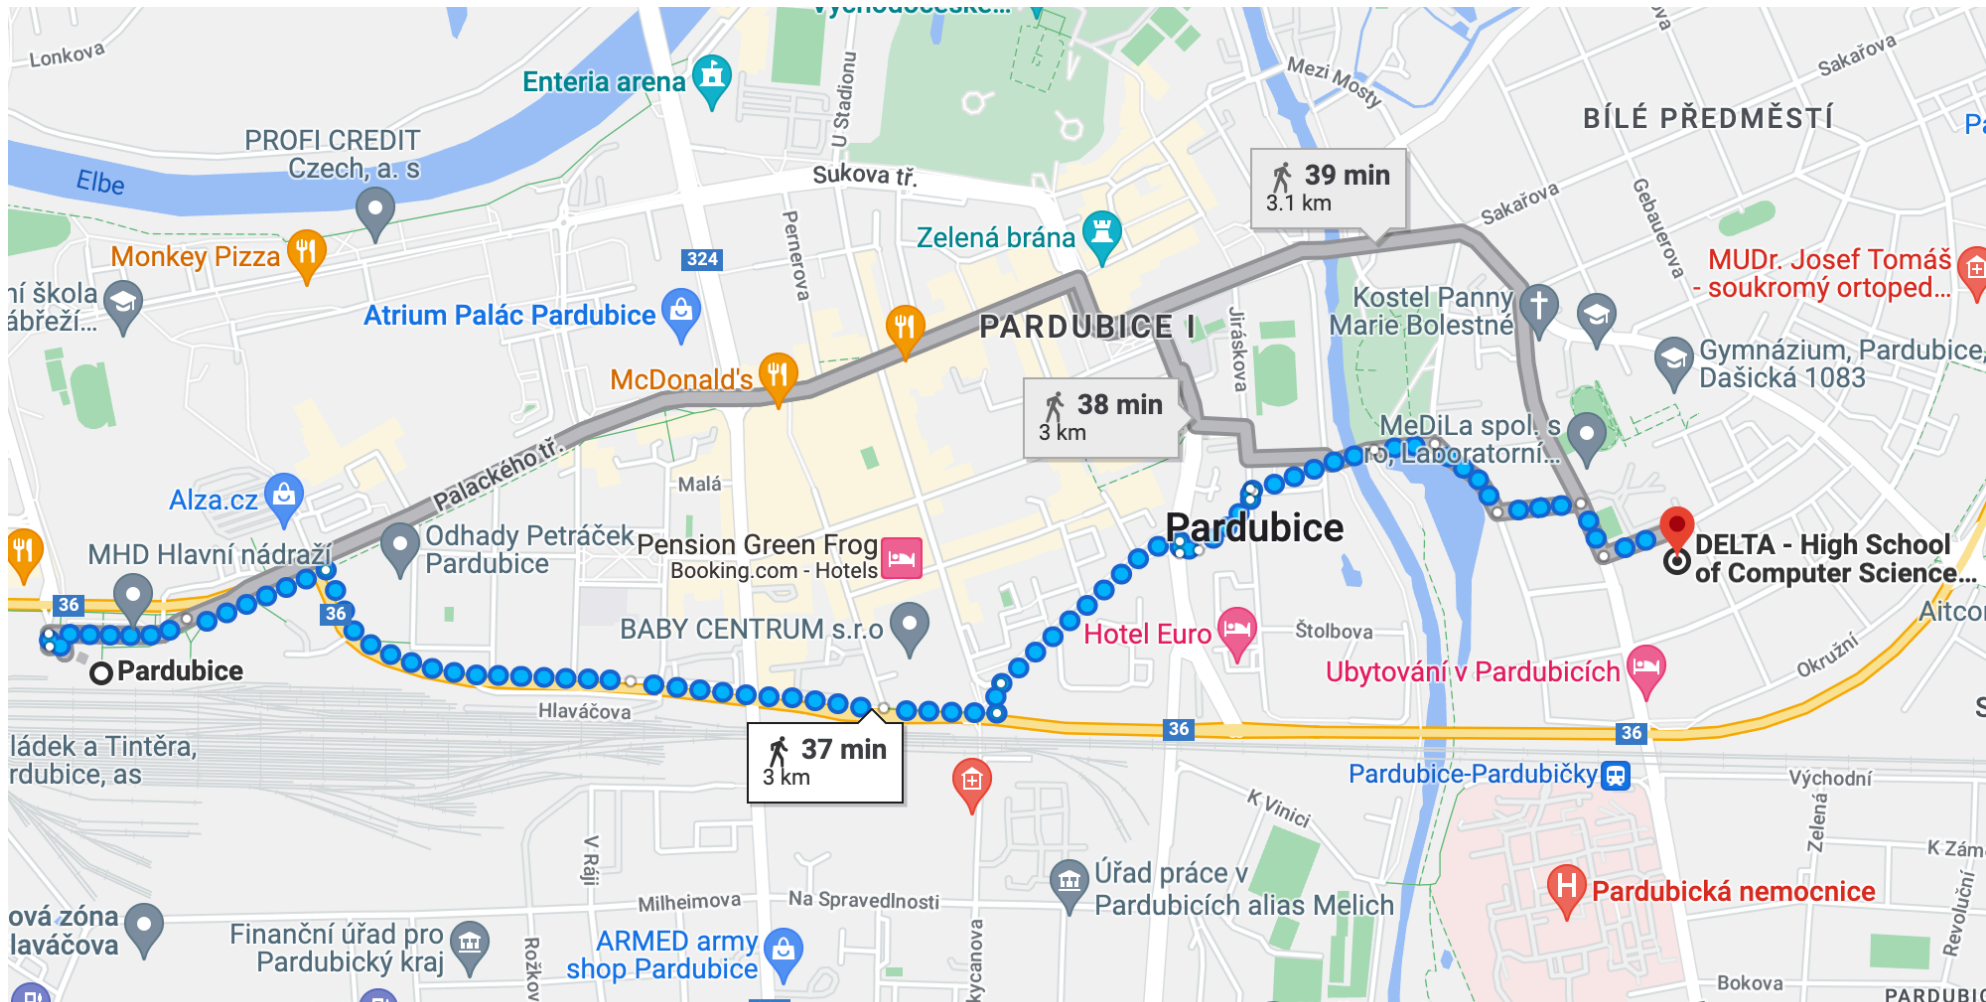 Lonkova
Enteria arena
U Stadionu
Mezi Mosty
Sakařova
BÍLÉ PŘEDMĚSTÍ
PROFI CREDIT
Czech, a. s
Elbe
Sukova tř.
39 min
3.1 km
Sakařova
Gebauerova
Pernerova
Monkey Pizza
324
Zelená brána
MUDr. Josef Tomáš
- soukromý ortoped...
ní škola
ábřeží...
Atrium Palác Pardubice
PARDUBICE I
Jiráskova
Kostel Panny
Marie Bolestné
Gymnázium, Pardubice,
Dašická 1083
McDonald's
38 min
3 km
MeDiLa spol. s
ro, Laboratorní...
Palackého tř.
Malá
Alza.cz
MHD Hlavní nádraží
Odhady Petráček
Pardubice
Pension Green Frog
Booking.com - Hotels
Pardubice
DELTA - High School
of Computer Science...
36
36
BABY CENTRUM s.r.o
Hotel Euro
Štolbova
Okružní
Pardubice
Ubytování v Pardubicích
Hlaváčova
36
36
ládek a Tintěra,
rdubice, as
37 min
3 km
Pardubice-Pardubičky
Východní
K Vinici
Zelená
V Ráji
Úřad práce v
Pardubicích alias Melich
Pardubická nemocnice
Milheimova
Na Spravedlnosti
Revoluční
ová zóna
laváčova
Finanční úřad pro
Pardubický kraj
ARMED army
shop Pardubice
Bokova